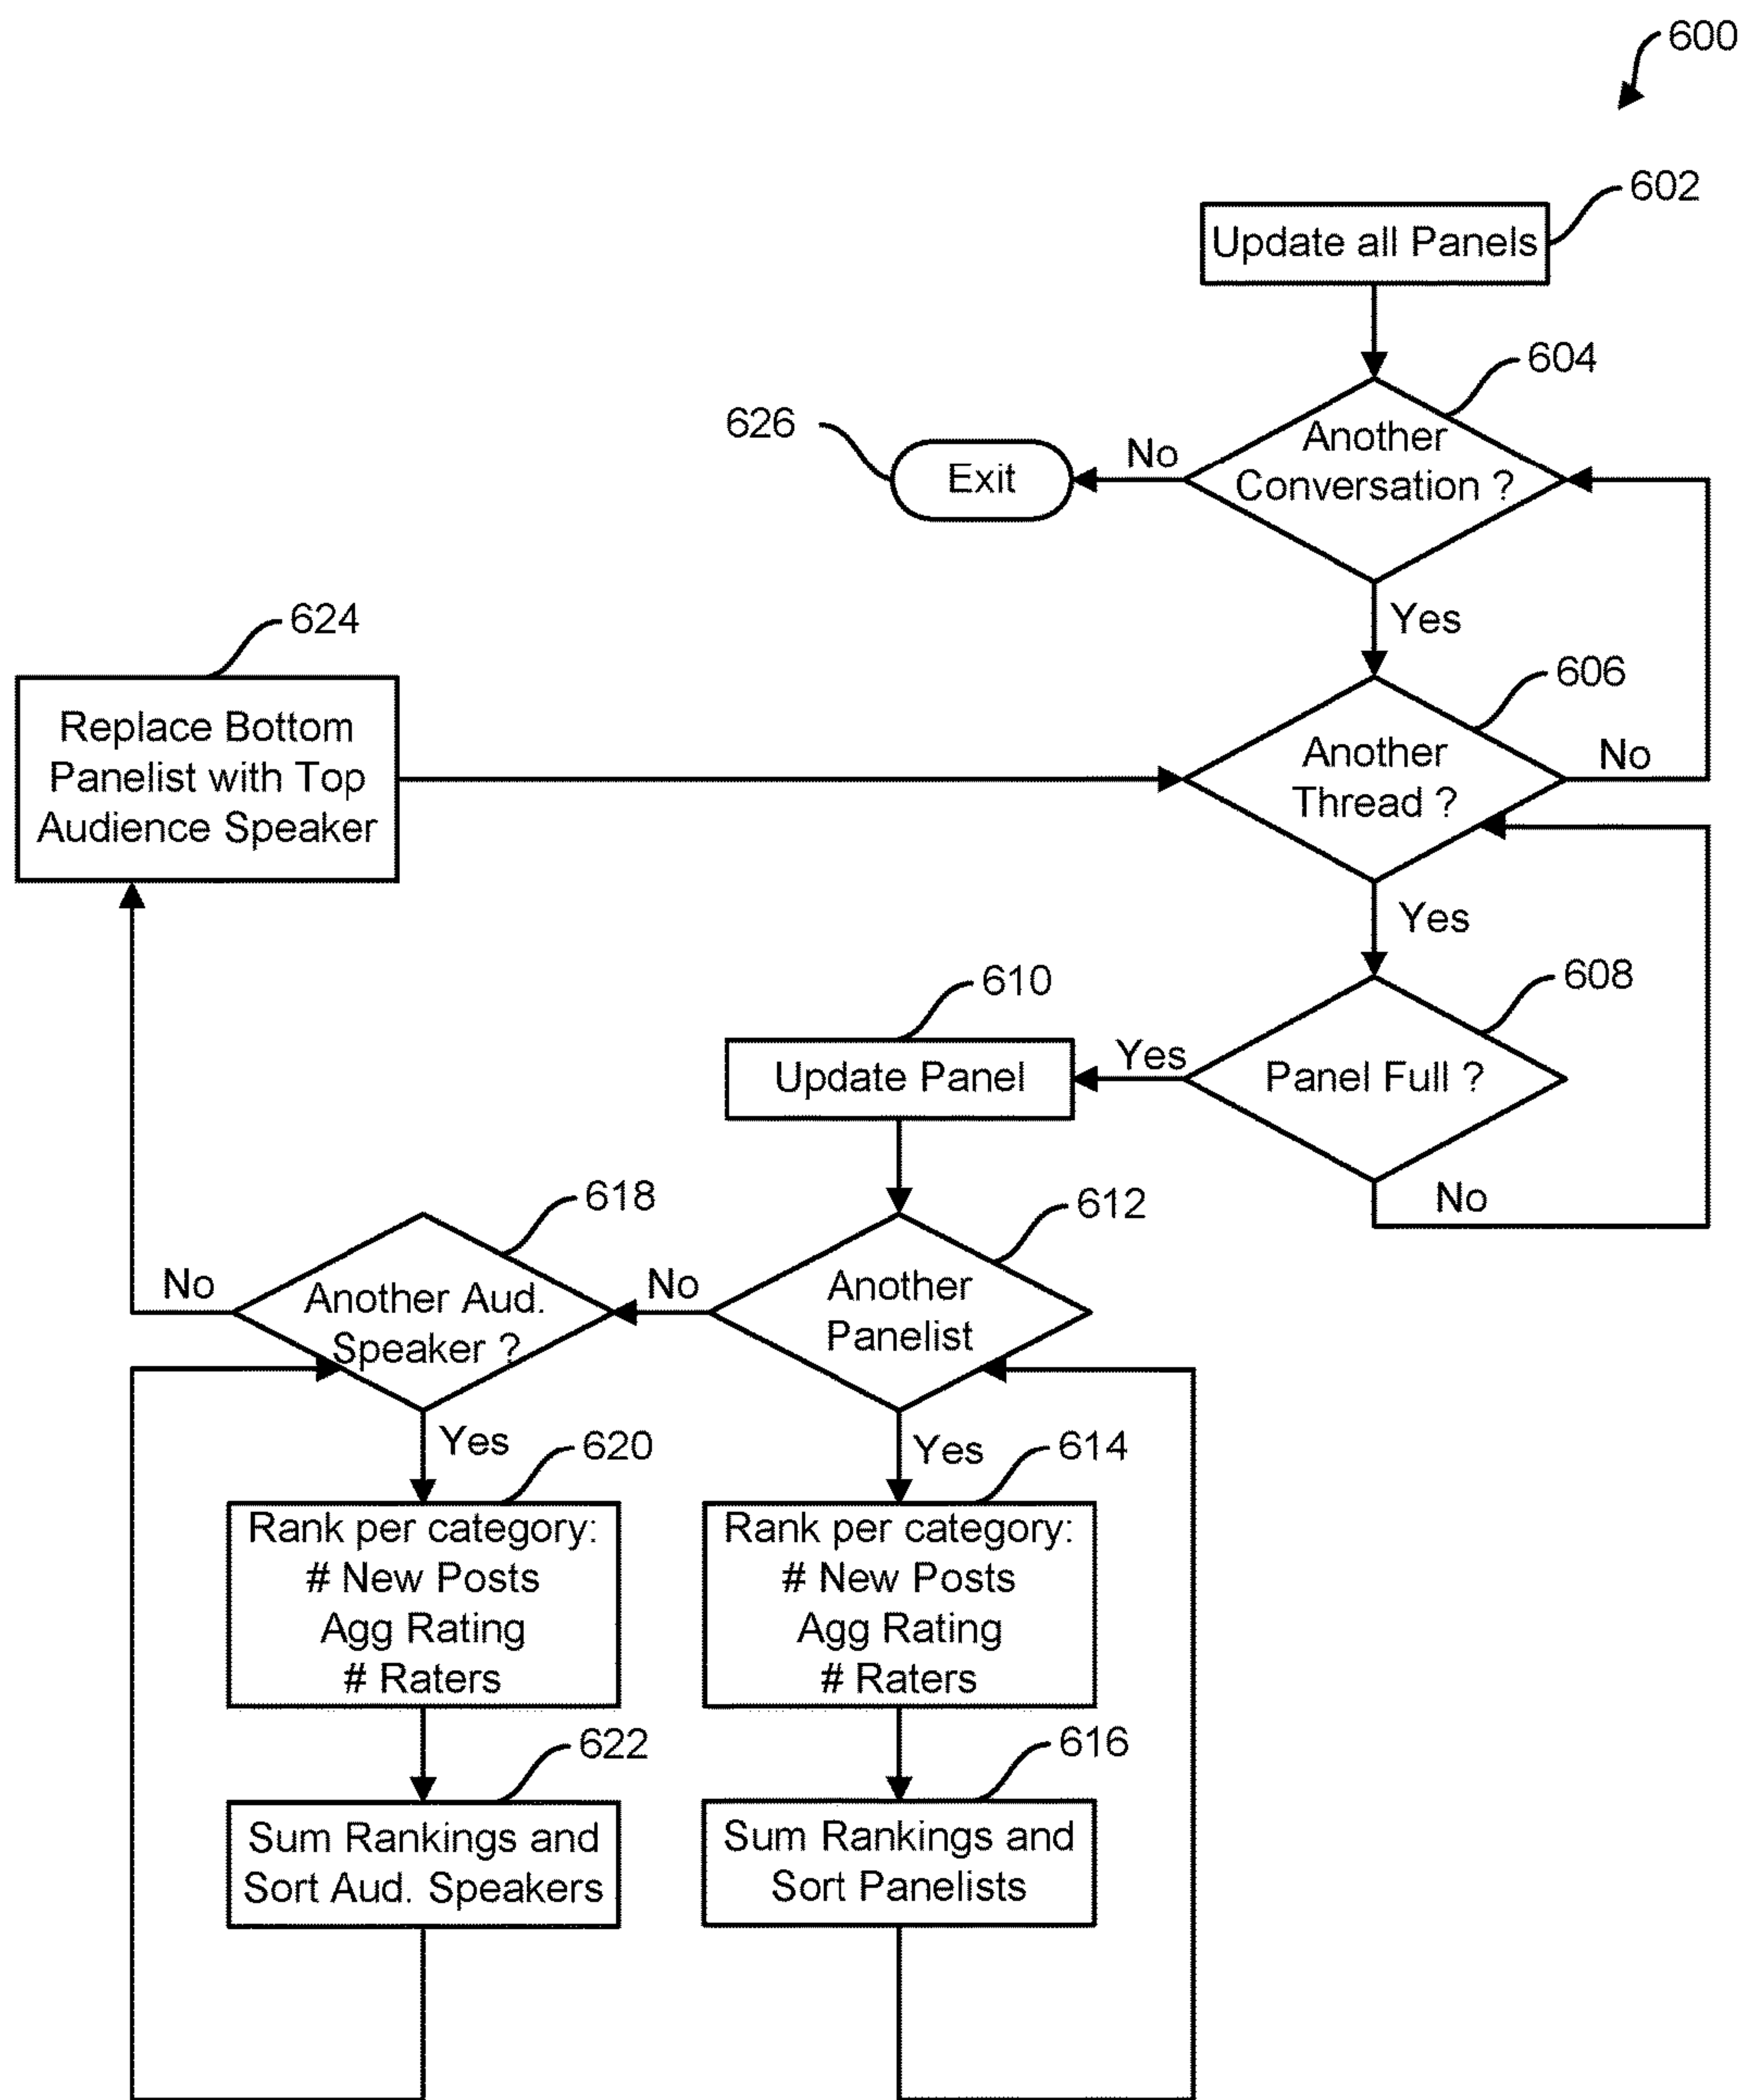 600
602
Update all Panels
604
Another
Conversation ?
No
626
Exit
Yes
624
Replace Bottom
Panelist with Top
Audience Speaker
606
Another
Thread ?
No
Yes
608
Panel Full ?
Yes
No
610
Update Panel
618
Another Aud.
Speaker ?
No
612
Another
Panelist
No
Yes
620
Rank per category:
# New Posts
Agg Rating
# Raters
Yes
614
Rank per category:
# New Posts
Agg Rating
# Raters
622
Sum Rankings and
Sort Aud. Speakers
616
Sum Rankings and
Sort Panelists